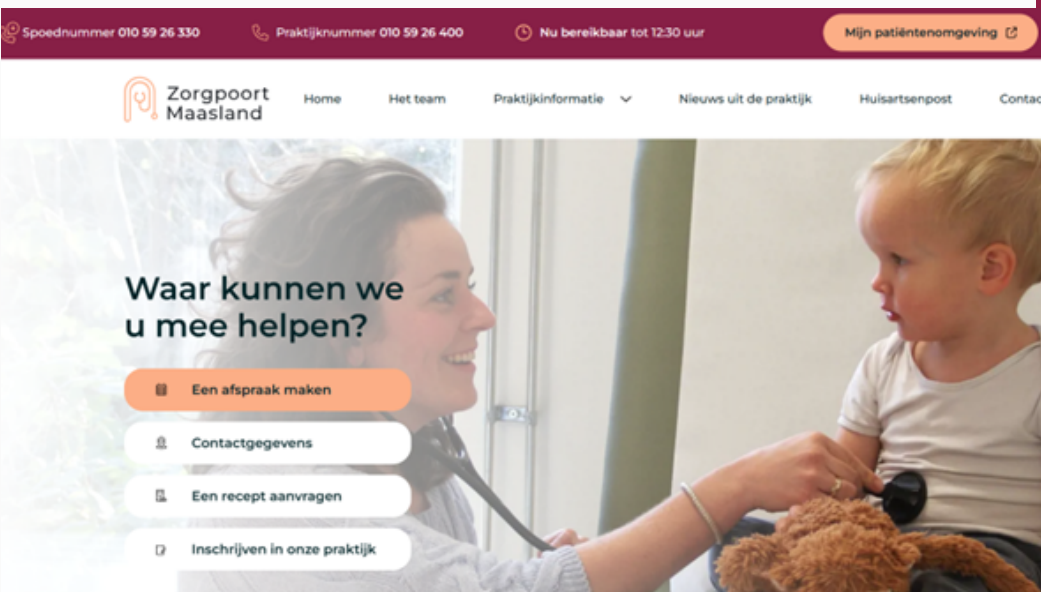 Spoednummer 010 59 26 330
Praktijknummer 010 59 26 400
Nu bereikbaar tot 12:30 uur
Mijn patiëntenomgeving
Zorgpoort
Maasland
Home
Het team
Praktijkinformatie
Nieuws uit de praktijk
Huisartsenpost
Contac
Waar kunnen we
u mee helpen?
Een afspraak maken
Contactgegevens
Een recept aanvragen
Inschrijven in onze praktijk